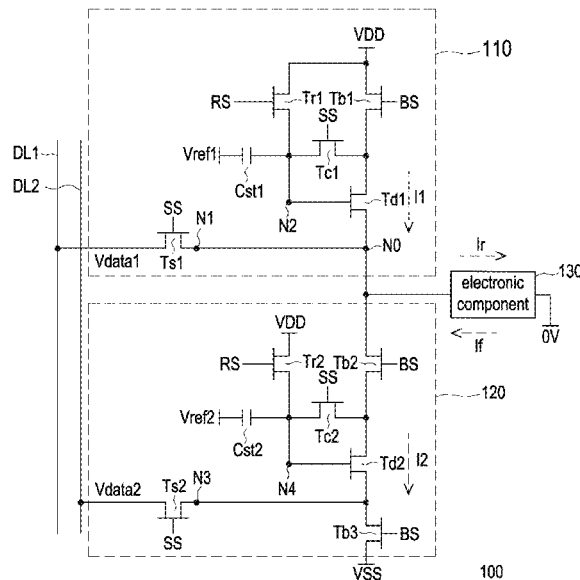 VDD
110
RS
Tr1
Tb1
BS
SS
DL1
Vref1
Tc1
DL2
Cst1
Td1
I1
SS
N1
N2
N0
Vdata1
Ts1
Ir
130
electronic
component
0V
VDD
If
RS
Tr2
Tb2
BS
SS
120
Vref2
Cst2
Tc2
I2
Ts2
N3
N4
Td2
Vdata2
SS
Tb3
BS
VSS
100